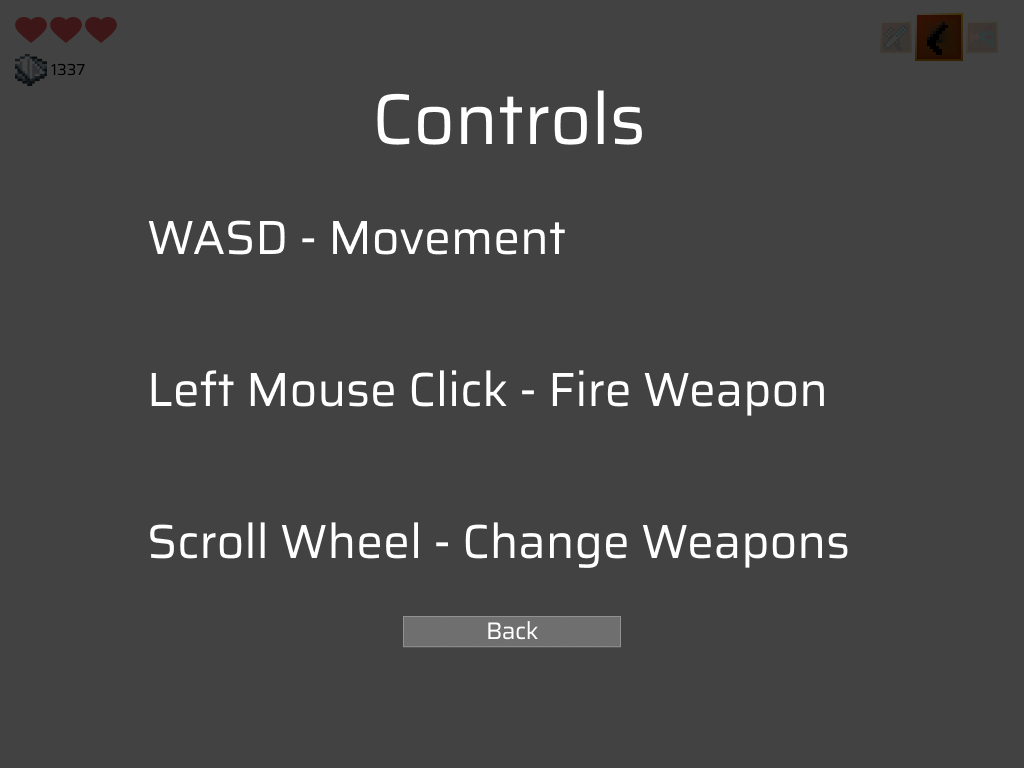 1337
Controls
WASD - Movement
Left Mouse Click - Fire Weapon
Scroll Wheel - Change Weapons
Back